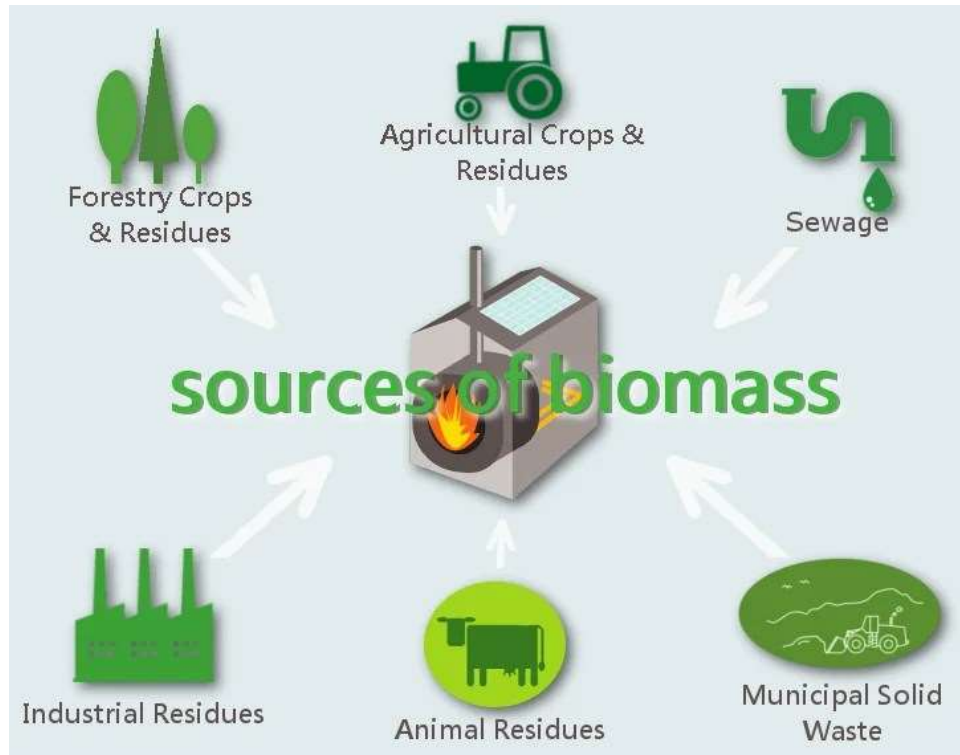 Agricultural Crops &
Residues
Forestry Crops
& Residues
Sewage
sources of biomass
Industrial Residues
Animal Residues
Municipal Solid
Waste